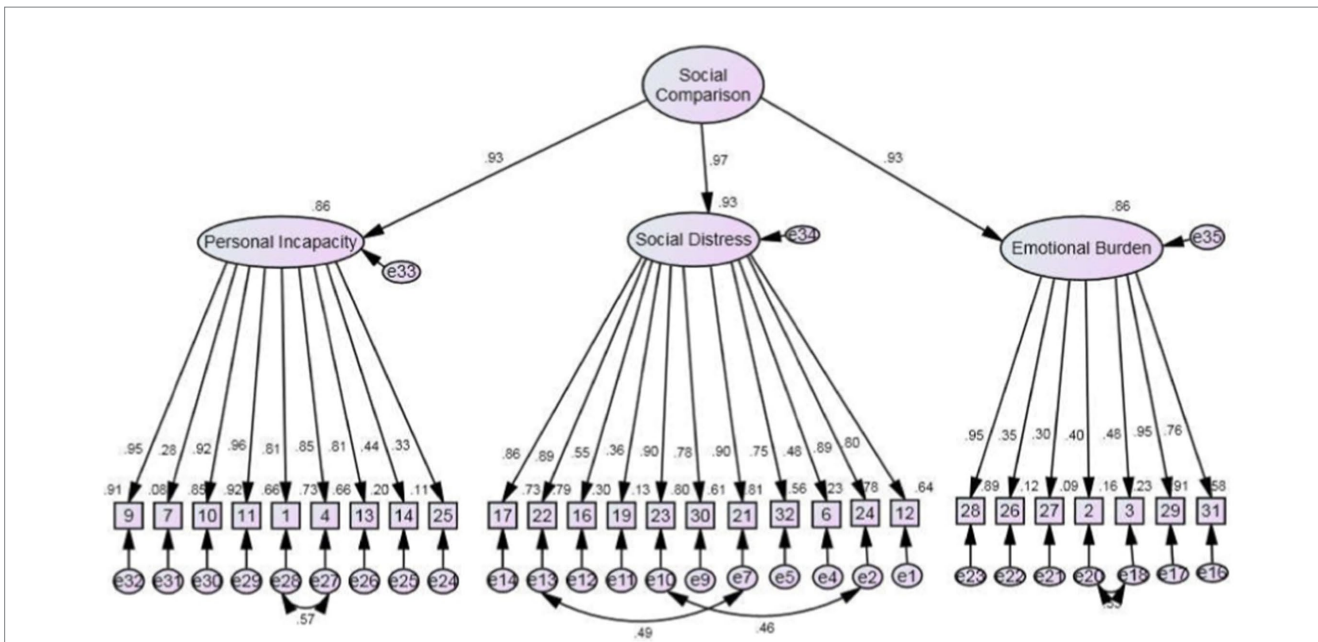 Social
Comparison
.93
.97
.93
.86
.93
.86
Personal Incapacity
Social Distress
e34
Emotional Burden
e35
e33
.95 .28 .92 .96 .81 .85 .81 .44 .33
.86 .89 .55 .36 .90 .78 .90 .75 .48 .89 .80
.95 .35 .30 .40 .48 .95 .76
.91 .08 .85 .92 .66 .73 .66 .20 .11
.73 .79 .30 .13 .80 .61 .81 .56 .23 .78 .64
.89 .12 .09 .16 .23 .91 .58
9 7 10 11 1 4 13 14 25
17 22 16 19 23 30 21 32 6 24 12
28 26 27 2 3 29 31
e32 e31 e30 e29 e28 e27 e26 e25 e24
e14 e13 e12 e11 e10 e9 e7 e5 e4 e2 e1
e23 e22 e21 e20 e18 e17 e16
.57
.49
.46